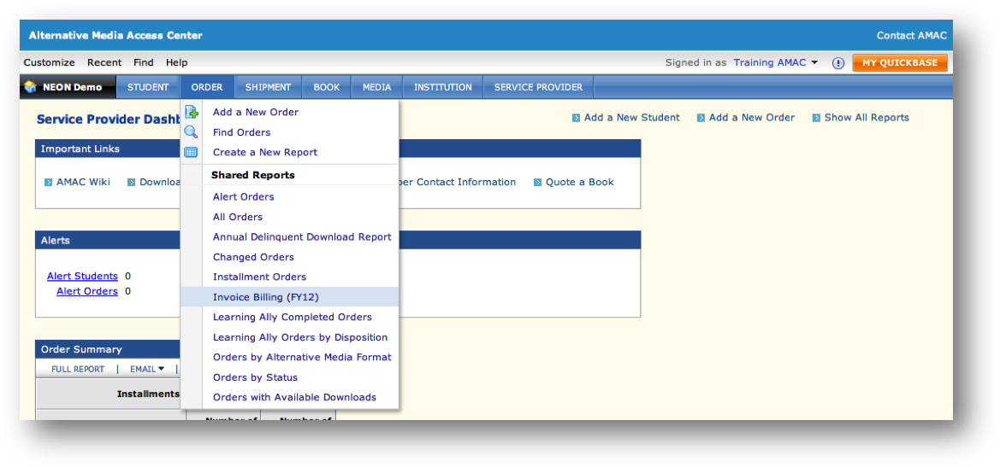 Alternative Media Access Center Contact AMAC
Customize Recent Find Help Signed in as Training AMAC MY QUICKBASE
NEON Demo STUDENT ORDER SHIPMENT BOOK MEDIA INSTITUTION SERVICE PROVIDER
Service Provider Add a New Student Add a New Order Show All Reports
Add a New Order
Find Orders
Create a New Report
Shared Reports
Alert Orders
All Orders
Annual Delinquent Download Report
Changed Orders
Installment Orders
Invoice Billing (FY12)
Learning Ally Completed Orders
Learning Ally Orders by Disposition
Orders by Alternative Media Format
Orders by Status
Orders with Available Downloads
Important Links
AMAC Wiki Contact Information Quote a Book
Alerts
Alert Students 0
Alert Orders 0
Order Summary
FULL REPORT | EMAIL |
Installments
Number of Number of